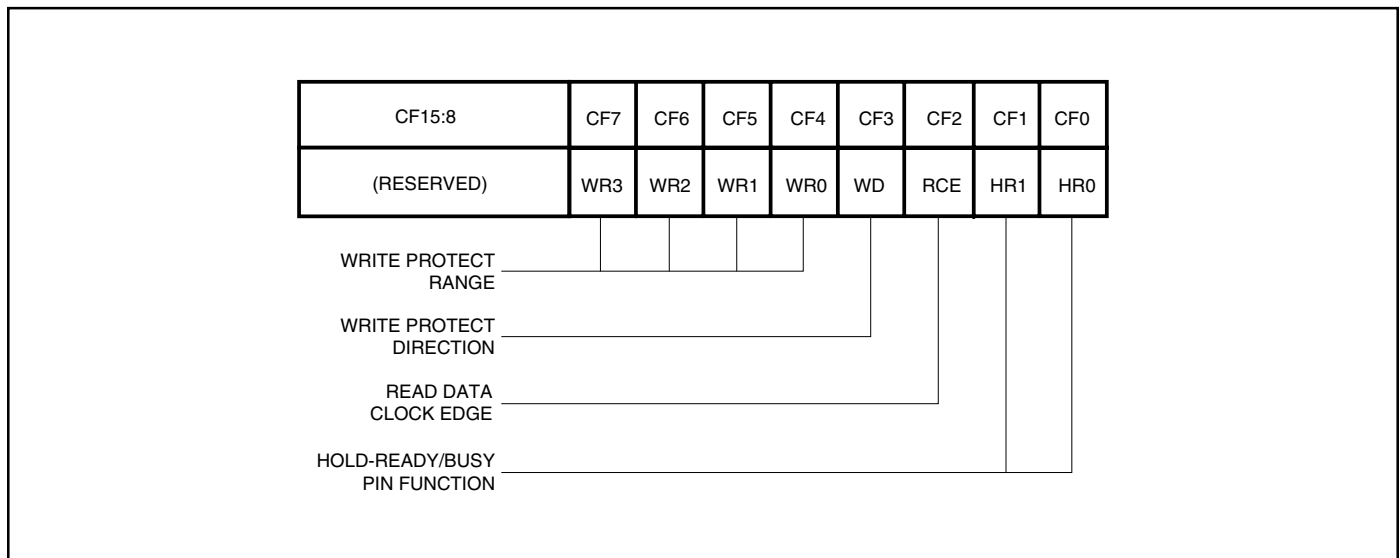 CF15:8 CF7 CF6 CF5 CF4 CF3 CF2 CF1 CF0
(RESERVED) WR3 WR2 WR1 WR0 WD RCE HR1 HR0
WRITE PROTECT
RANGE
WRITE PROTECT
DIRECTION
READ DATA
CLOCK EDGE
HOLD-READY/BUSY
PIN FUNCTION